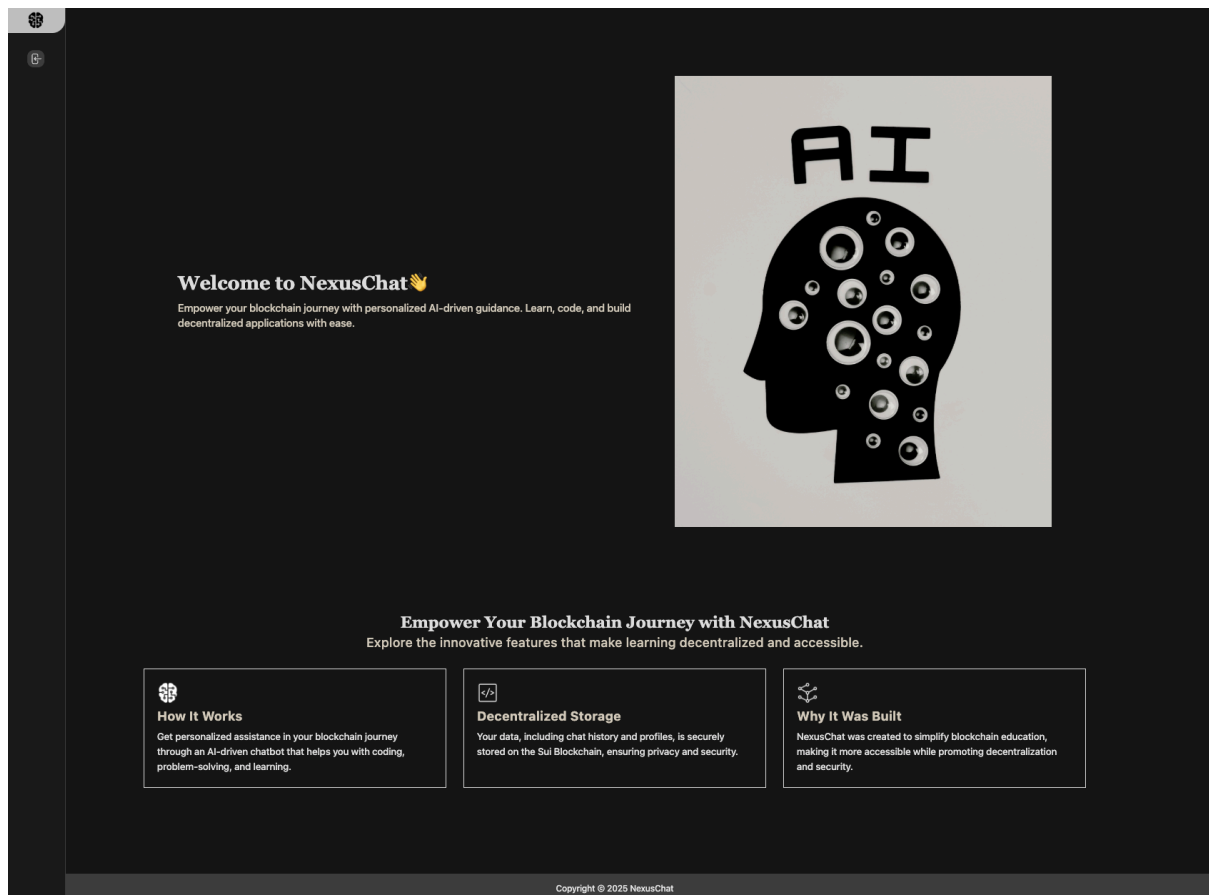 AI
Welcome to NexusChat👋
Empower your blockchain journey with personalized AI-driven guidance. Learn, code, and build
decentralized applications with ease.
Empower Your Blockchain Journey with NexusChat
Explore the innovative features that make learning decentralized and accessible.
How It Works
Get personalized assistance in your blockchain journey
through an AI-driven chatbot that helps you with coding,
problem-solving, and learning.
</>
Decentralized Storage
Your data, including chat history and profiles, is securely
stored on the Sui Blockchain, ensuring privacy and security.
Why It Was Built
NexusChat was created to simplify blockchain education,
making it more accessible while promoting decentralization
and security.
Copyright © 2025 NexusChat